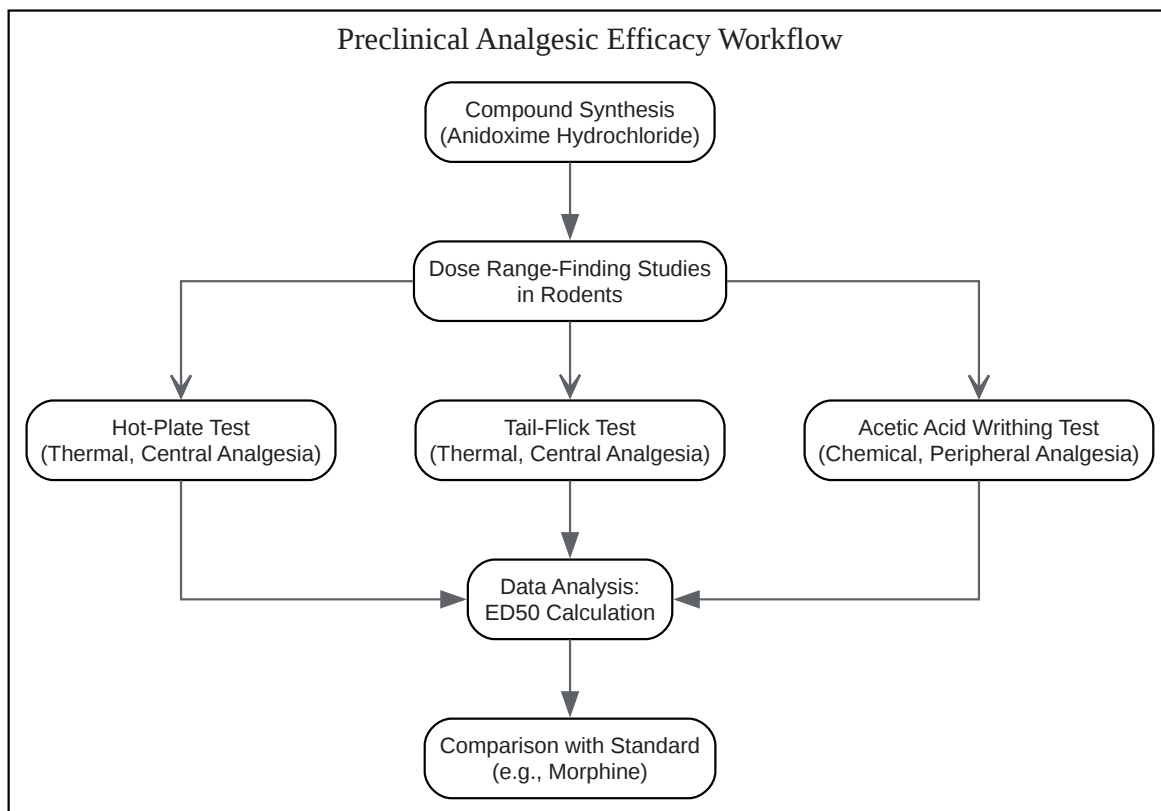 Preclinical Analgesic Efficacy Workflow
Compound Synthesis
(Anidoxime Hydrochloride)
Dose Range-Finding Studies
in Rodents
Hot-Plate Test
(Thermal, Central Analgesia)
Tail-Flick Test
(Thermal, Central Analgesia)
Acetic Acid Writhing Test
(Chemical, Peripheral Analgesia)
Data Analysis:
ED50 Calculation
Comparison with Standard
(e.g., Morphine)